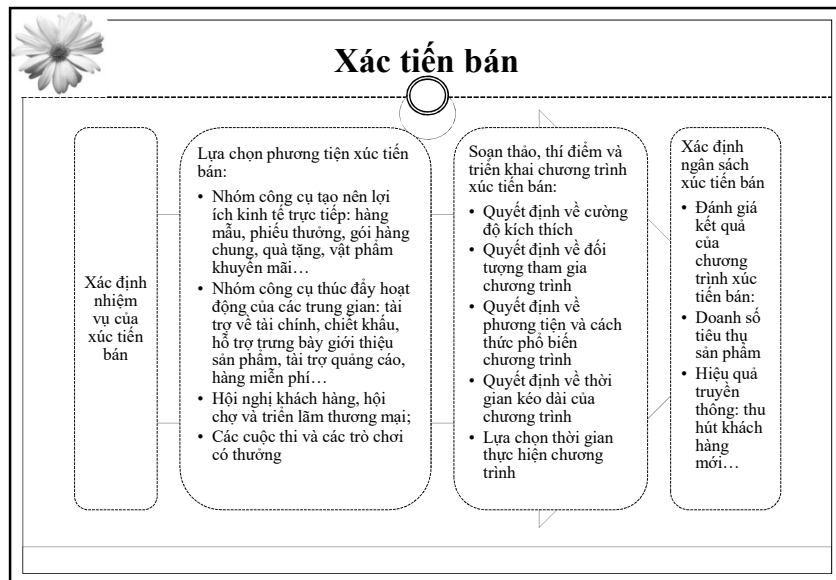 Xác tiến bán
Xác định
nhiệm
vụ của
xúc tiến
bán
Lựa chọn phương tiện xúc tiến
bán:
• Nhóm công cụ tạo nên lợi
ích kinh tế trực tiếp: hàng
mẫu, phiếu thưởng, gói hàng
chung, quà tặng, vật phẩm
khuyến mãi…
• Nhóm công cụ thúc đẩy hoạt
động của các trung gian: tài
trợ về tài chính, chiết khấu,
hỗ trợ trưng bày giới thiệu
sản phẩm, tài trợ quảng cáo,
hàng miễn phí…
• Hội nghị khách hàng, hội
chợ và triển lãm thương mại;
• Các cuộc thi và các trò chơi
có thưởng
Soạn thảo, thí điểm và
triển khai chương trình
xúc tiến bán:
• Quyết định về cường
độ kích thích
• Quyết định về đối
tượng tham gia
chương trình
• Quyết định về
phương tiện và cách
thức phổ biến
chương trình
• Quyết định về thời
gian kéo dài của
chương trình
• Lựa chọn thời gian
thực hiện chương
trình
Xác định
ngân sách
xúc tiến bán
• Đánh giá
kết quả
của
chương
trình xúc
tiến bán:
• Doanh số
tiêu thụ
sản phẩm
• Hiệu quả
truyền
thông: thu
hút khách
hàng
mới…